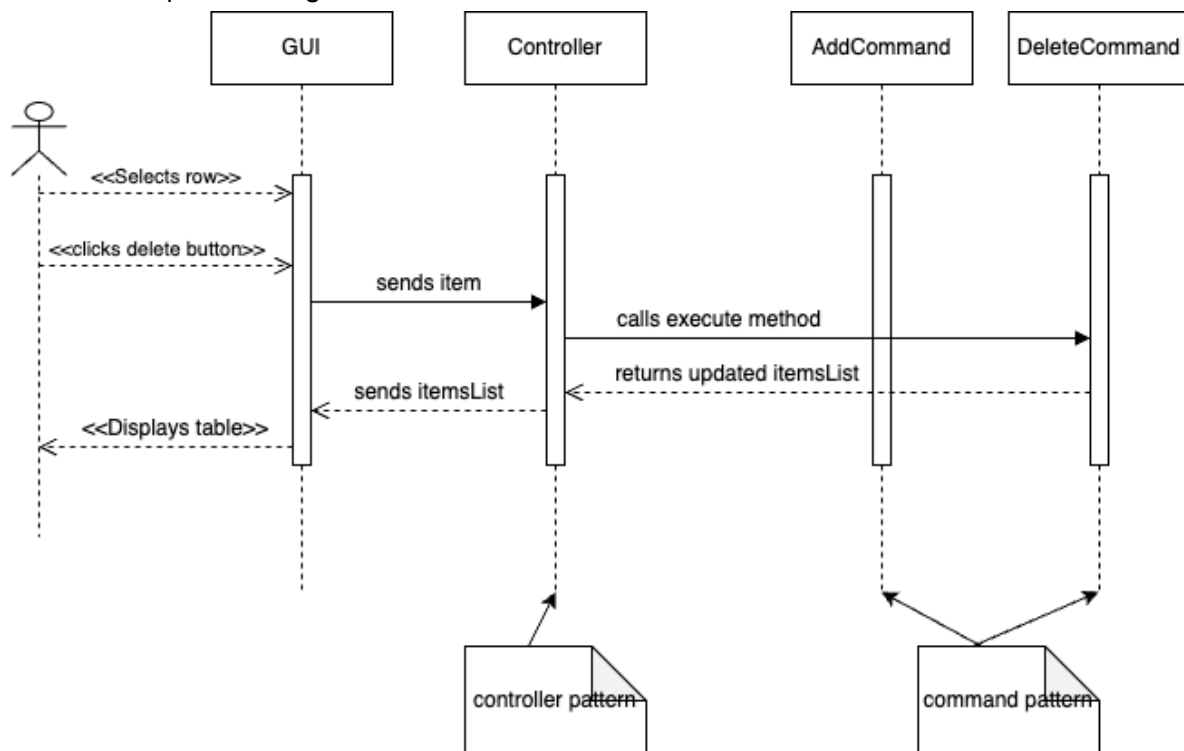 GUI
Controller
AddCommand
DeleteCommand
<<Selects row>>
<<clicks delete button>>
sends item
calls execute method
returns updated itemsList
sends itemsList
<<Displays table>>
controller pattern
command pattern